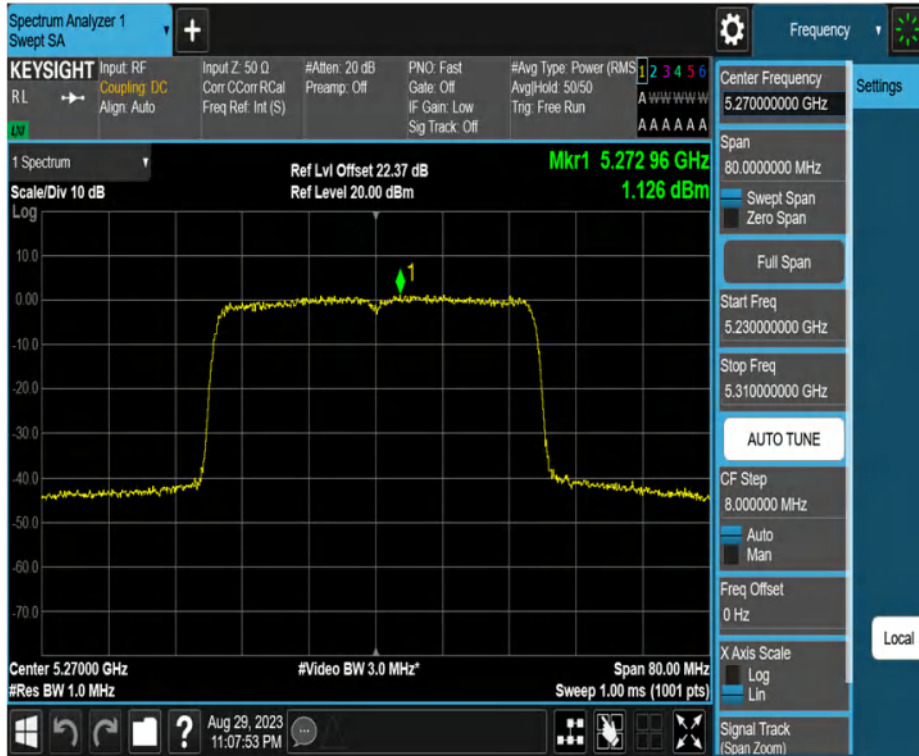 Spectrum Analyzer 1
Swept SA
+
Frequency
KEYSIGHT
RL
LXI
Input: RF
Coupling: DC
Align: Auto
Input Z: 50 Ω
Corr CCorr RCal
Freq Ref: Int (S)
#Atten: 20 dB
Preamp: Off
PNO: Fast
Gate: Off
IF Gain: Low
Sig Track: Off
#Avg Type: Power (RMS
Avg|Hold: 50/50
Trig: Free Run
1 2 3 4 5 6
A W W W W W
A A A A A A
1 Spectrum
Scale/Div 10 dB
Ref Lvl Offset 22.37 dB
Ref Level 20.00 dBm
Mkr1 5.272 96 GHz
1.126 dBm
Log
10.0
0.00
-10.0
-20.0
-30.0
-40.0
-50.0
-60.0
-70.0
1
Center 5.27000 GHz
#Res BW 1.0 MHz
#Video BW 3.0 MHz*
Span 80.00 MHz
Sweep 1.00 ms (1001 pts)
?
Aug 29, 2023
11:07:53 PM
Center Frequency
5.270000000 GHz
Span
80.0000000 MHz
Swept Span
Zero Span
Full Span
Start Freq
5.230000000 GHz
Stop Freq
5.310000000 GHz
AUTO TUNE
CF Step
8.000000 MHz
Auto
Man
Freq Offset
0 Hz
X Axis Scale
Log
Lin
Signal Track
(Span Zoom)
Settings
Local